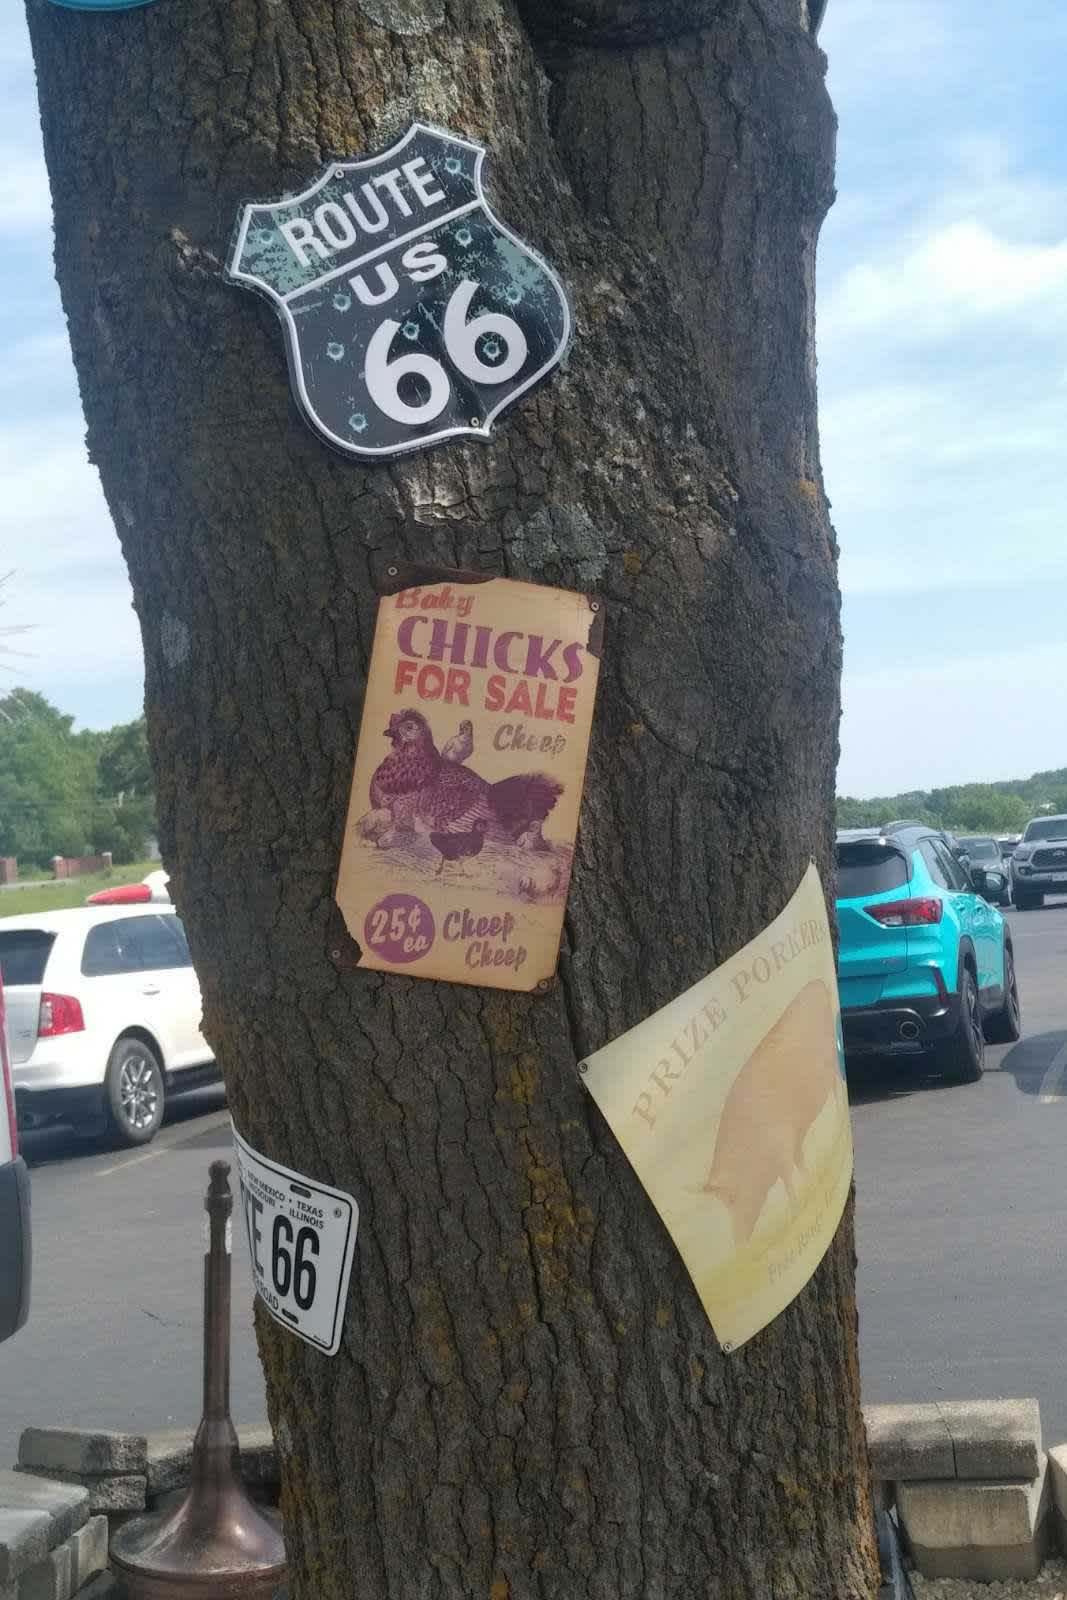 ROUTE
US
66
Baby
CHICKS
FOR SALE
Cheep
25¢
ea
Cheep
Cheep
PRIZE PORKERS
NEW MEXICO • TEXAS
MISSOURI • ILLINOIS
66